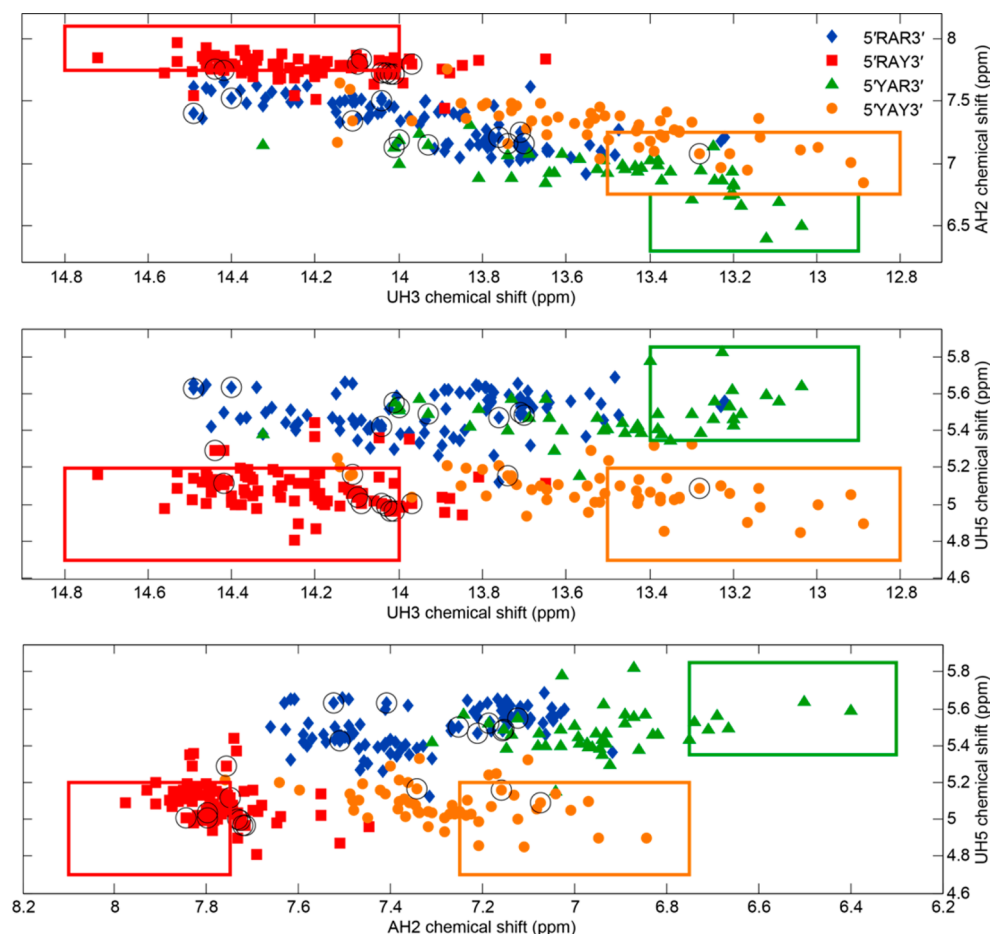 8
5′RAR3′
5′RAY3′
5′YAR3′
5′YAY3′
7.5
7
6.5
AH2 chemical shift (ppm)
14.8 14.6 14.4 14.2 14 13.8 13.6 13.4 13.2 13 12.8
UH3 chemical shift (ppm)
5.8
5.6
5.4
5.2
5
4.8
4.6
UH5 chemical shift (ppm)
14.8 14.6 14.4 14.2 14 13.8 13.6 13.4 13.2 13 12.8
UH3 chemical shift (ppm)
5.8
5.6
5.4
5.2
5
4.8
4.6
UH5 chemical shift (ppm)
8.2 8 7.8 7.6 7.4 7.2 7 6.8 6.6 6.4 6.2
AH2 chemical shift (ppm)